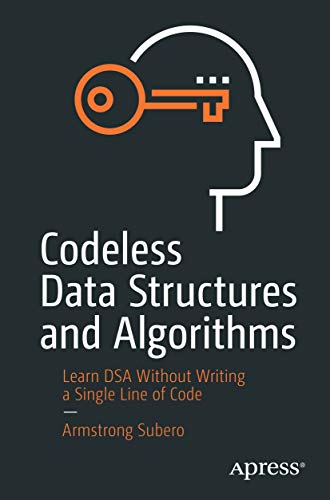 Codeless
Data Structures
and Algorithms
Learn DSA Without Writing
a Single Line of Code
Armstrong Subero
Apress®